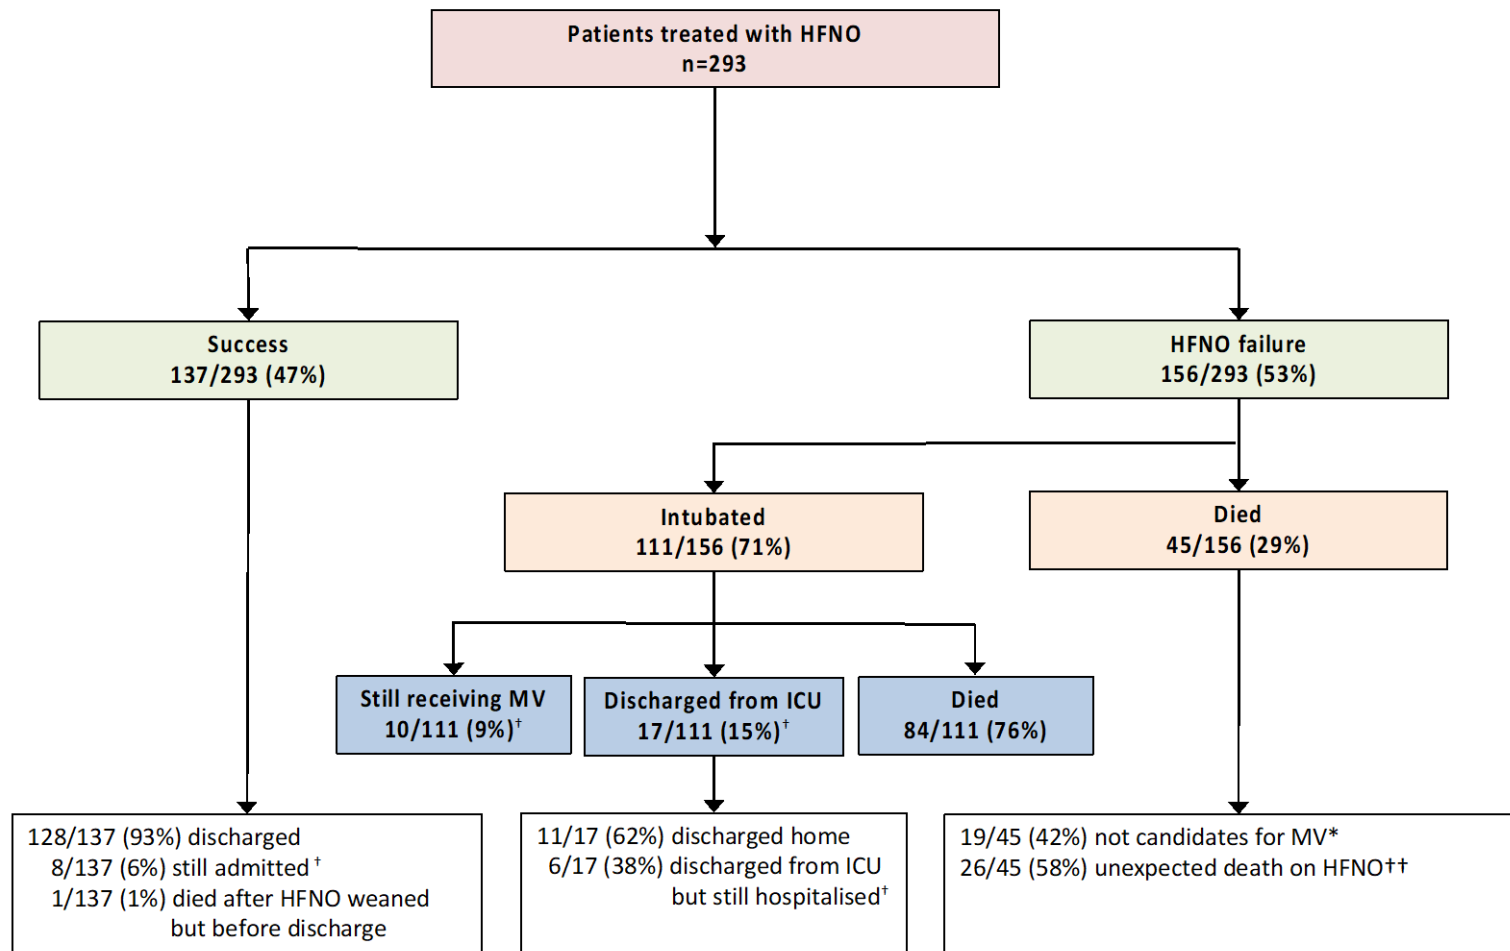 Patients treated with HFNO
n=293
Success
137/293 (47%)
HFNO failure
156/293 (53%)
Intubated
111/156 (71%)
Died
45/156 (29%)
Still receiving MV
10/111 (9%)†
Discharged from ICU
17/111 (15%)†
Died
84/111 (76%)
128/137 (93%) discharged
8/137 (6%) still admitted †
1/137 (1%) died after HFNO weaned
but before discharge
11/17 (62%) discharged home
6/17 (38%) discharged from ICU
but still hospitalised†
19/45 (42%) not candidates for MV*
26/45 (58%) unexpected death on HFNO††